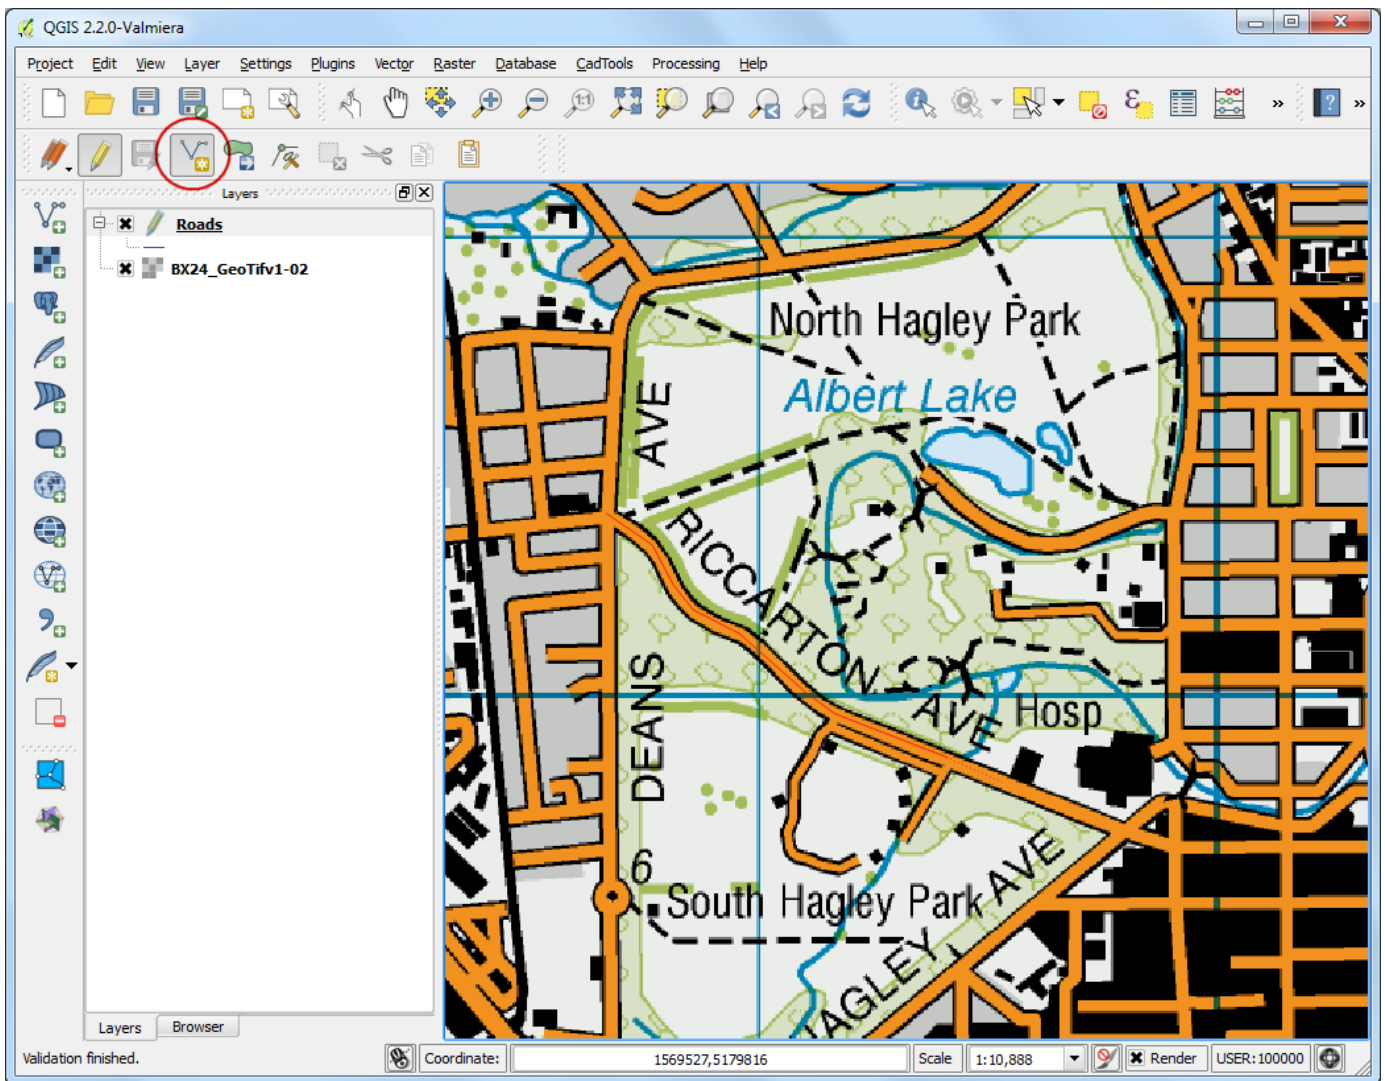 QGIS 2.2.0-Valmiera
Project Edit View Layer Settings Plugins Vector Raster Database CadTools Processing Help
1:1
ε
?
» »
Layers
Roads
BX24_GeoTifv1-02
North Hagley Park
Albert Lake
AVE
RICCARTON AVE
DEANS
Hosp
6
South Hagley Park
HAGLEY AVE
Layers Browser
Validation finished.
Coordinate: 1569527,5179816 Scale 1:10,888 Render USER:100000